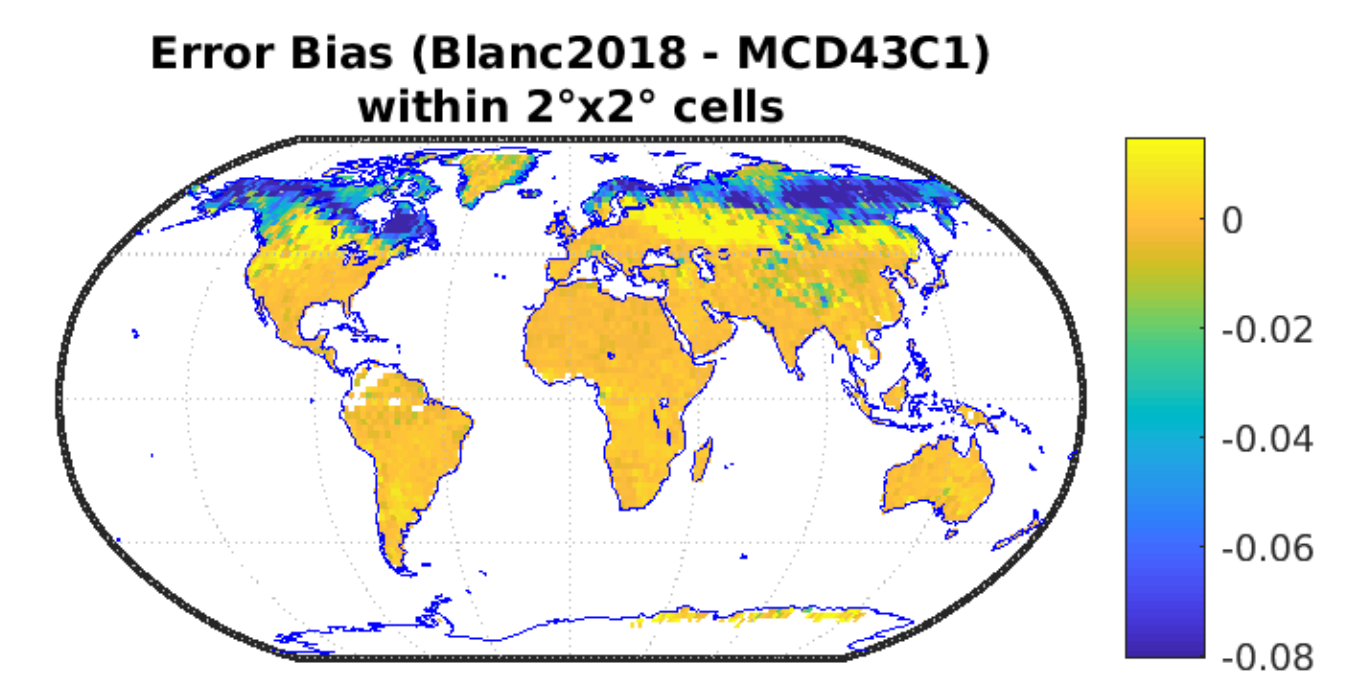 Error Bias (Blanc2018 - MCD43C1)
within 2°x2° cells
0
-0.02
-0.04
-0.06
-0.08